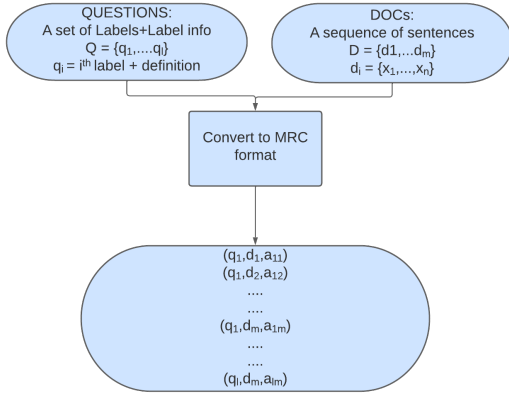 QUESTIONS:
A set of Labels+Label info
Q = {q₁,....qₗ}
qᵢ = iᵗʰ label + definition
DOCs:
A sequence of sentences
D = {d1,...dₘ}
dᵢ = {x₁,...,xₙ}
Convert to MRC
format
(q₁,d₁,a₁₁)
(q₁,d₂,a₁₂)
....
....
(q₁,dₘ,a₁ₘ)
....
....
(qₗ,dₘ,aₗₘ)